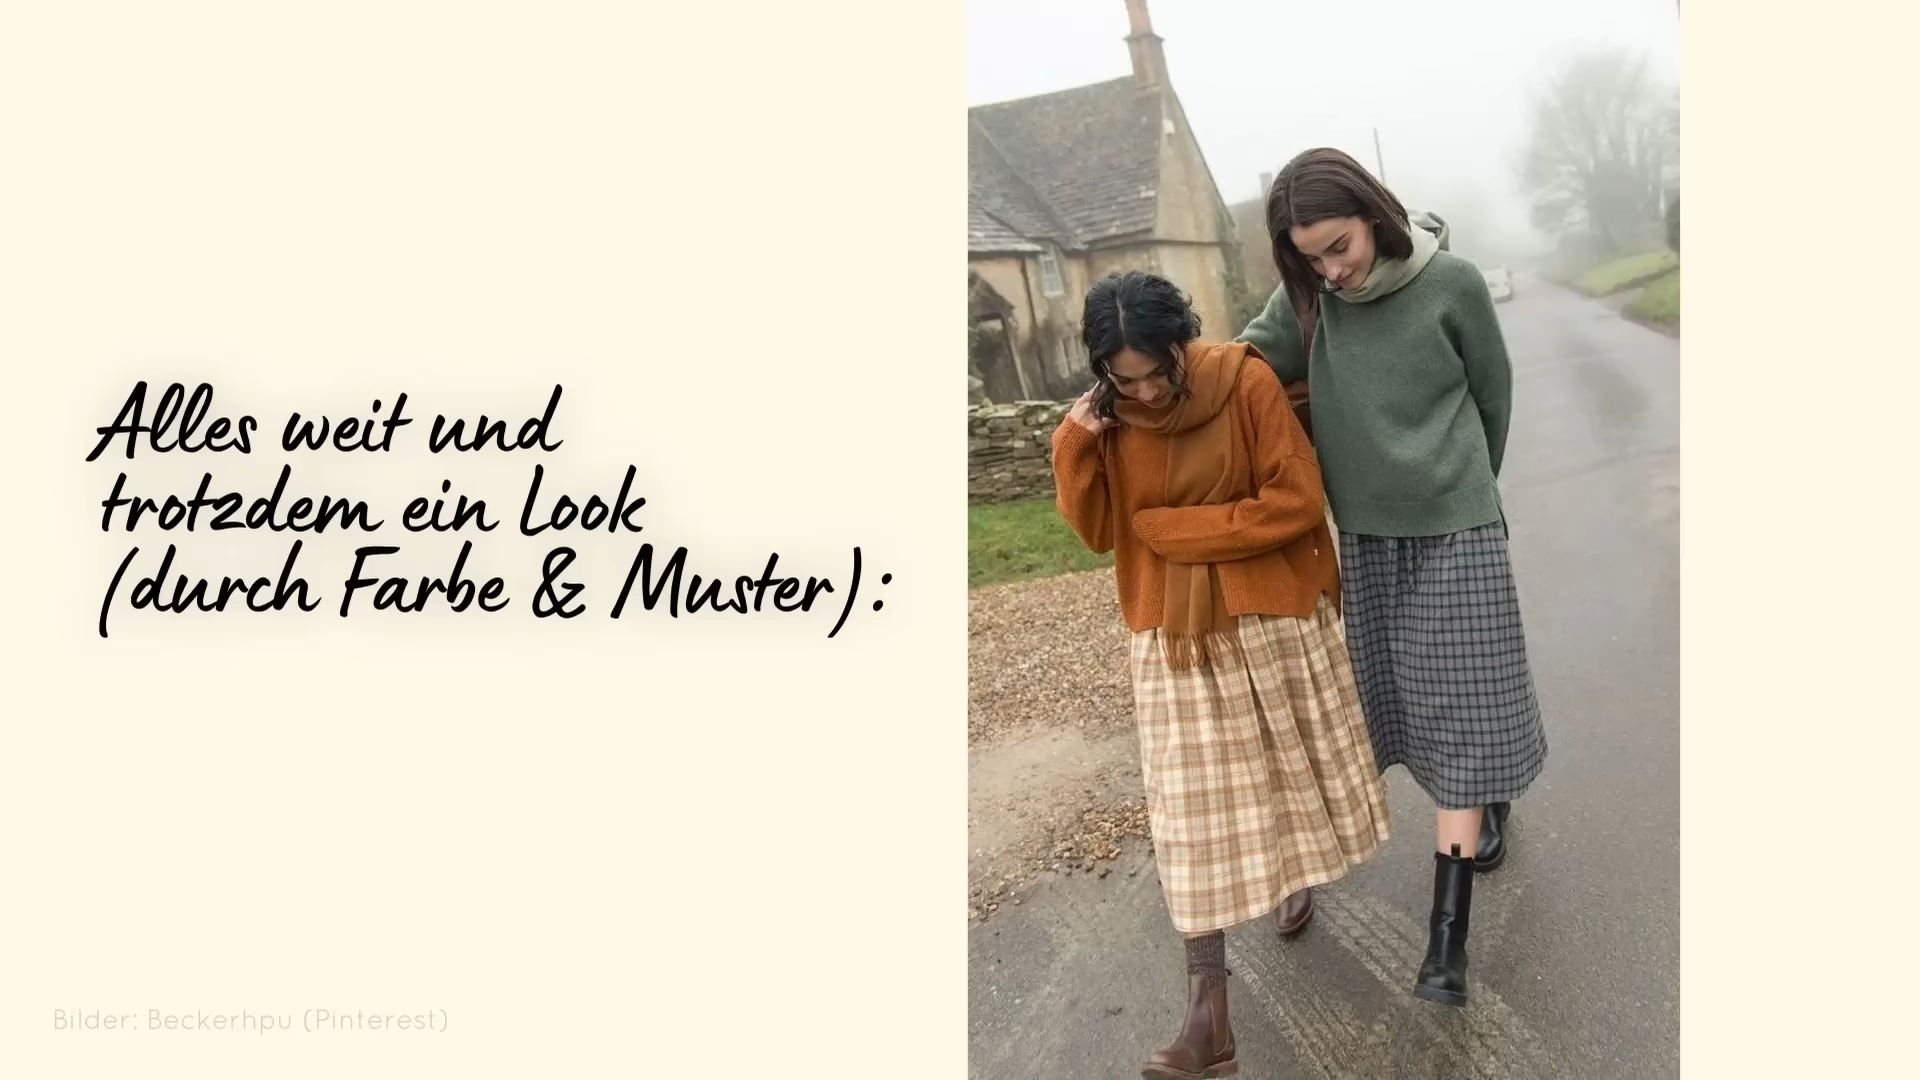 Alles weit und
trotzdem ein Look
(durch Farbe & Muster):
Bilder: Beckerhpu (Pinterest)